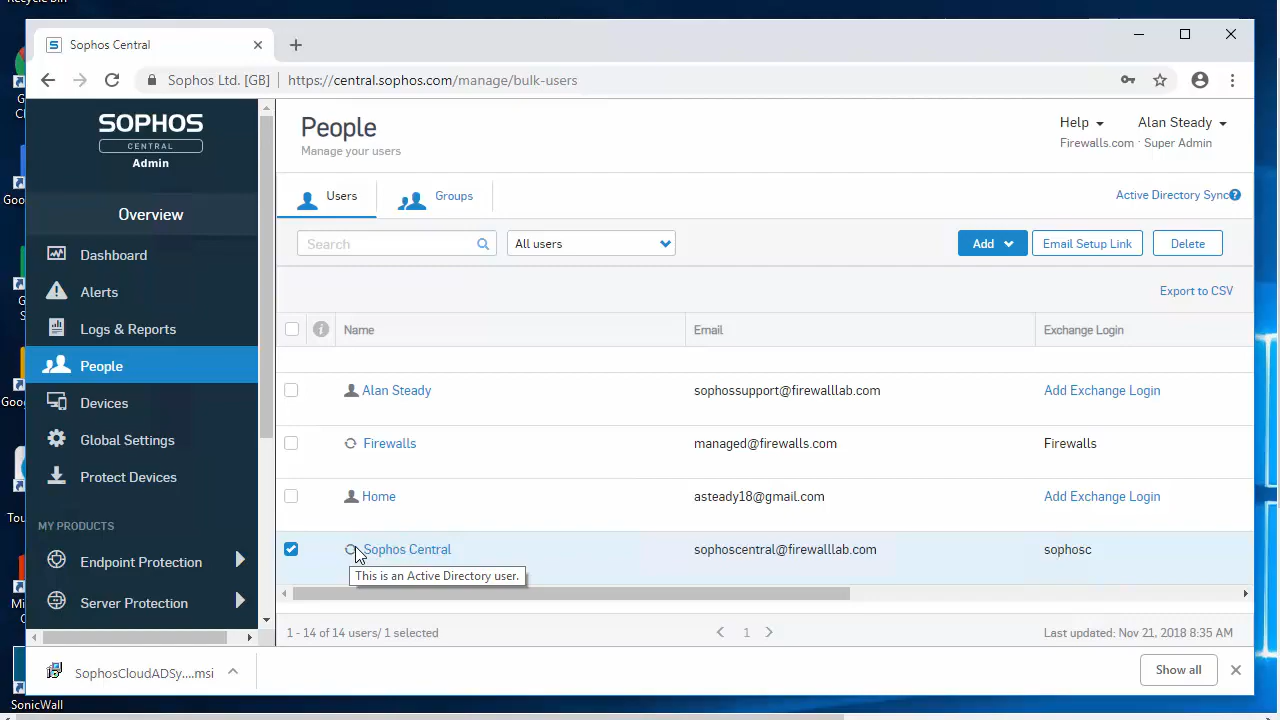 Recycle Bin
Sophos Central
Sophos Ltd. [GB]
https://central.sophos.com/manage/bulk-users
SOPHOS
CENTRAL
Admin
Overview
Dashboard
Alerts
Logs & Reports
People
Devices
Global Settings
Protect Devices
MY PRODUCTS
Endpoint Protection
Server Protection
People
Manage your users
Help
Alan Steady
Firewalls.com · Super Admin
Users
Groups
Active Directory Sync
Search
All users
Add
Email Setup Link
Delete
Export to CSV
Name Email Exchange Login
Alan Steady sophossupport@firewalllab.com Add Exchange Login
Firewalls managed@firewalls.com Firewalls
Home asteady18@gmail.com Add Exchange Login
Sophos Central sophoscentral@firewalllab.com sophosc
This is an Active Directory user.
1 - 14 of 14 users/ 1 selected
1
Last updated: Nov 21, 2018 8:35 AM
SophosCloudADSy....msi
Show all
SonicWall